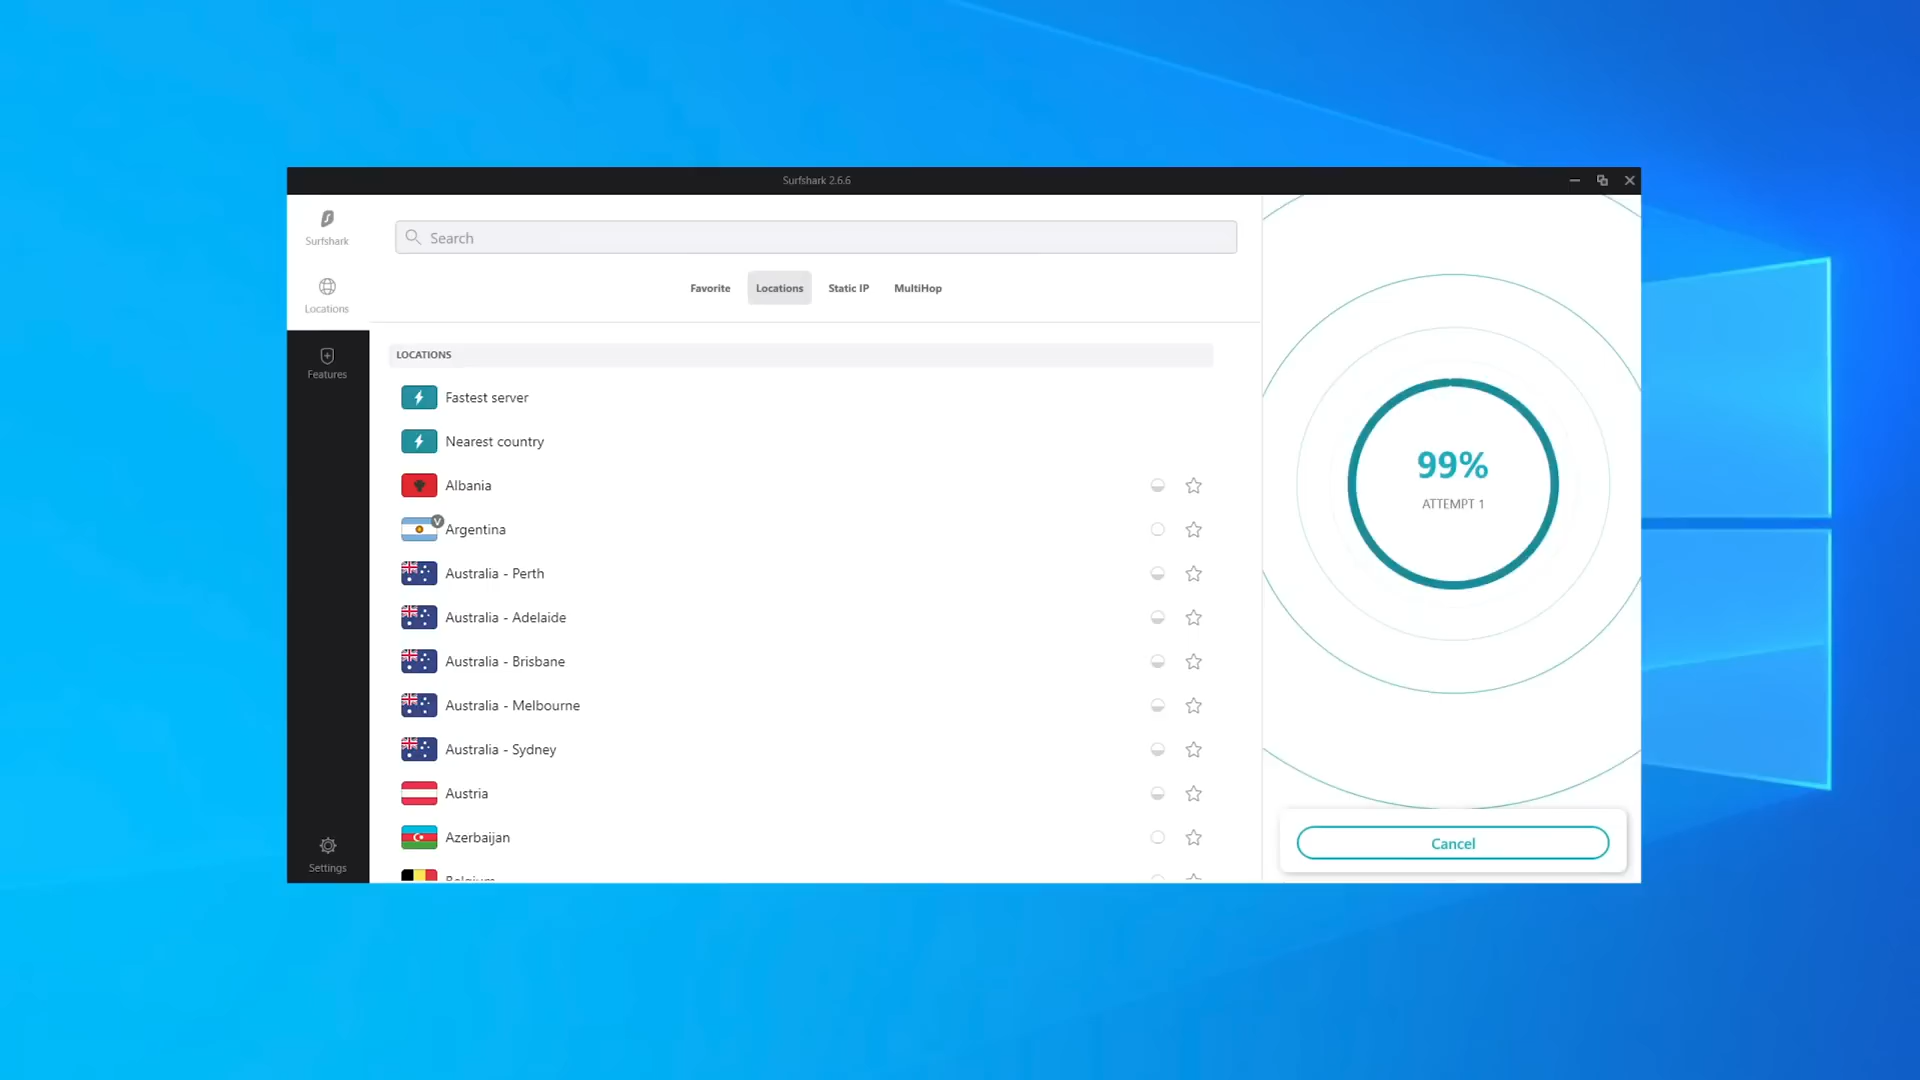 Surfshark 2.6.6
Surfshark
Locations
Features
Settings
Search
Favorite
Locations
Static IP
MultiHop
LOCATIONS
Fastest server
Nearest country
Albania
V
Argentina
Australia - Perth
Australia - Adelaide
Australia - Brisbane
Australia - Melbourne
Australia - Sydney
Austria
Azerbaijan
Belgium
99%
ATTEMPT 1
Cancel